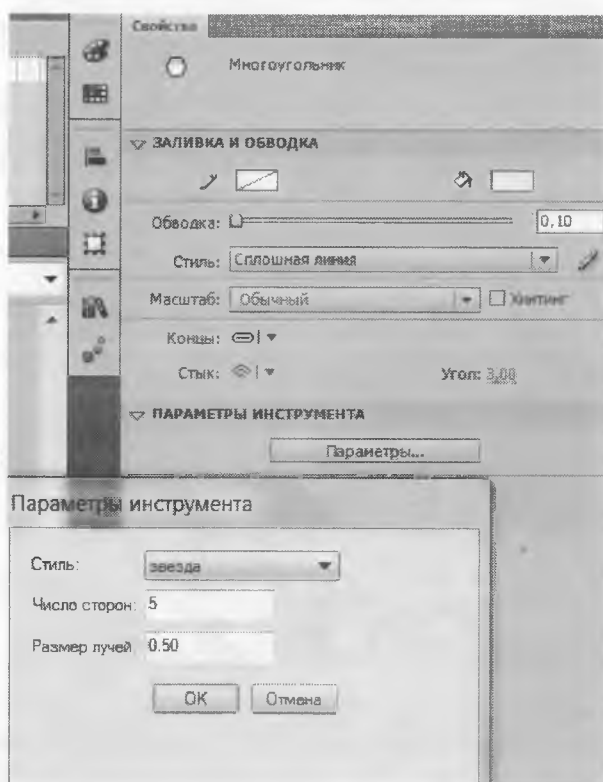 Свойства
Многоугольник
ЗАЛИВКА И ОБВОДКА
Обводка: 0,10
Стиль: Сплошная линия
Масштаб: Обычный Хинтинг
Концы:
Стык: Угол: 3,00
ПАРАМЕТРЫ ИНСТРУМЕНТА
Параметры...
Параметры инструмента
Стиль: звезда
Число сторон: 5
Размер лучей 0.50
OK Отмена